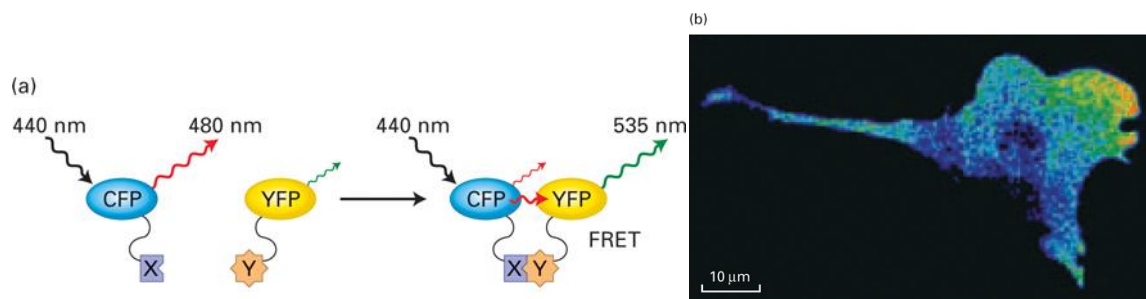 (a)
440 nm
480 nm
CFP
YFP
X
Y
440 nm
535 nm
CFP
YFP
FRET
X
Y
(b)
10 μm